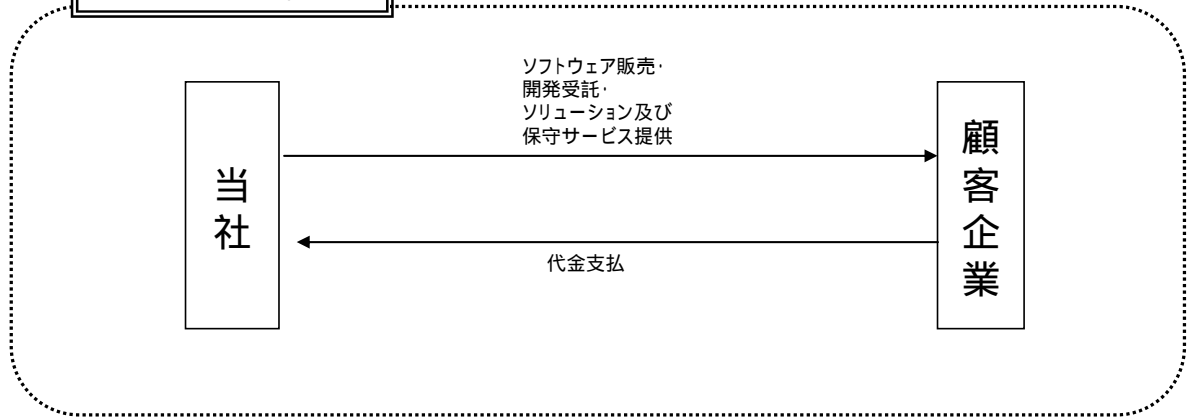 ソフトウェア販売・
開発受託・
ソリューション及び
保守サービス提供
当社
顧客企業
代金支払